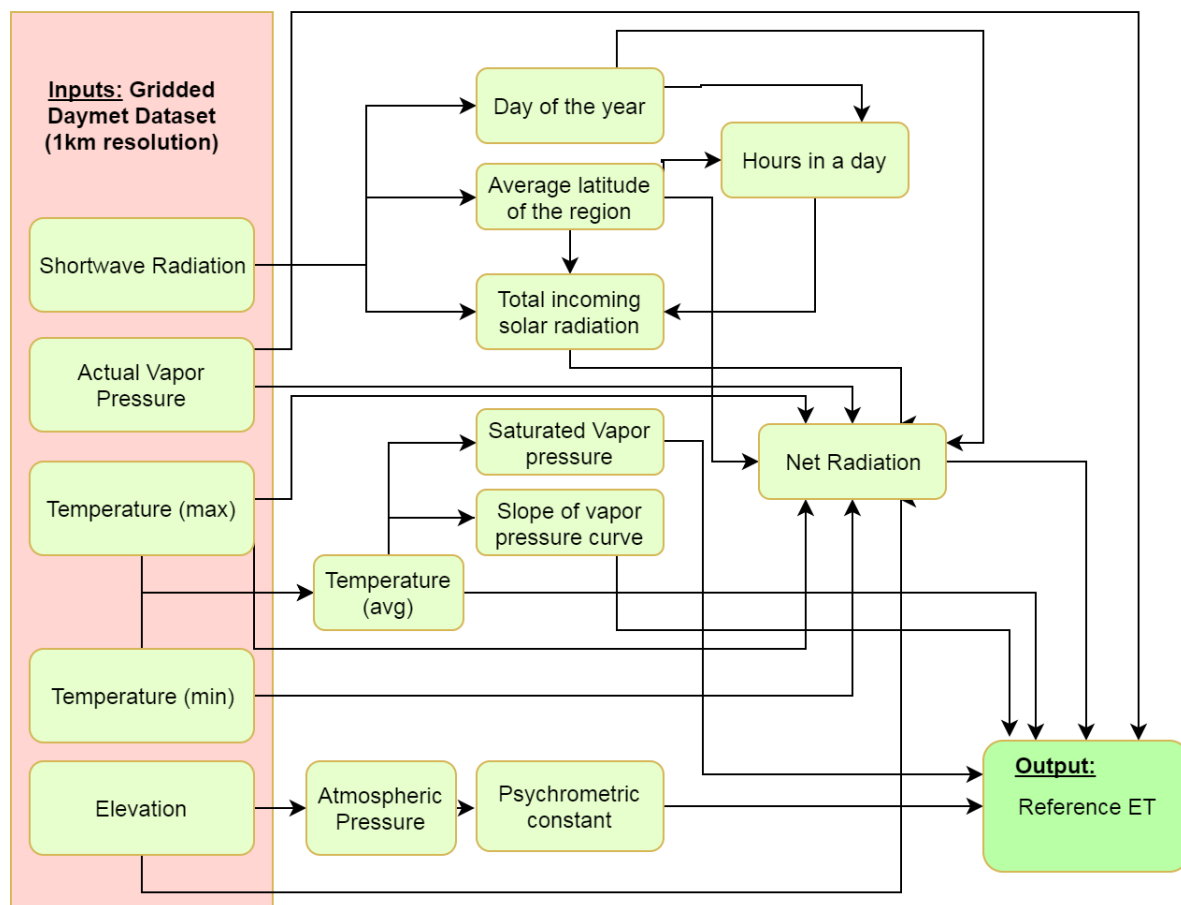 Inputs: Gridded
Daymet Dataset
(1km resolution)
Shortwave Radiation
Actual Vapor
Pressure
Temperature (max)
Temperature (min)
Elevation
Day of the year
Hours in a day
Average latitude
of the region
Total incoming
solar radiation
Saturated Vapor
pressure
Slope of vapor
pressure curve
Net Radiation
Temperature
(avg)
Atmospheric
Pressure
Psychrometric
constant
Output:
Reference ET